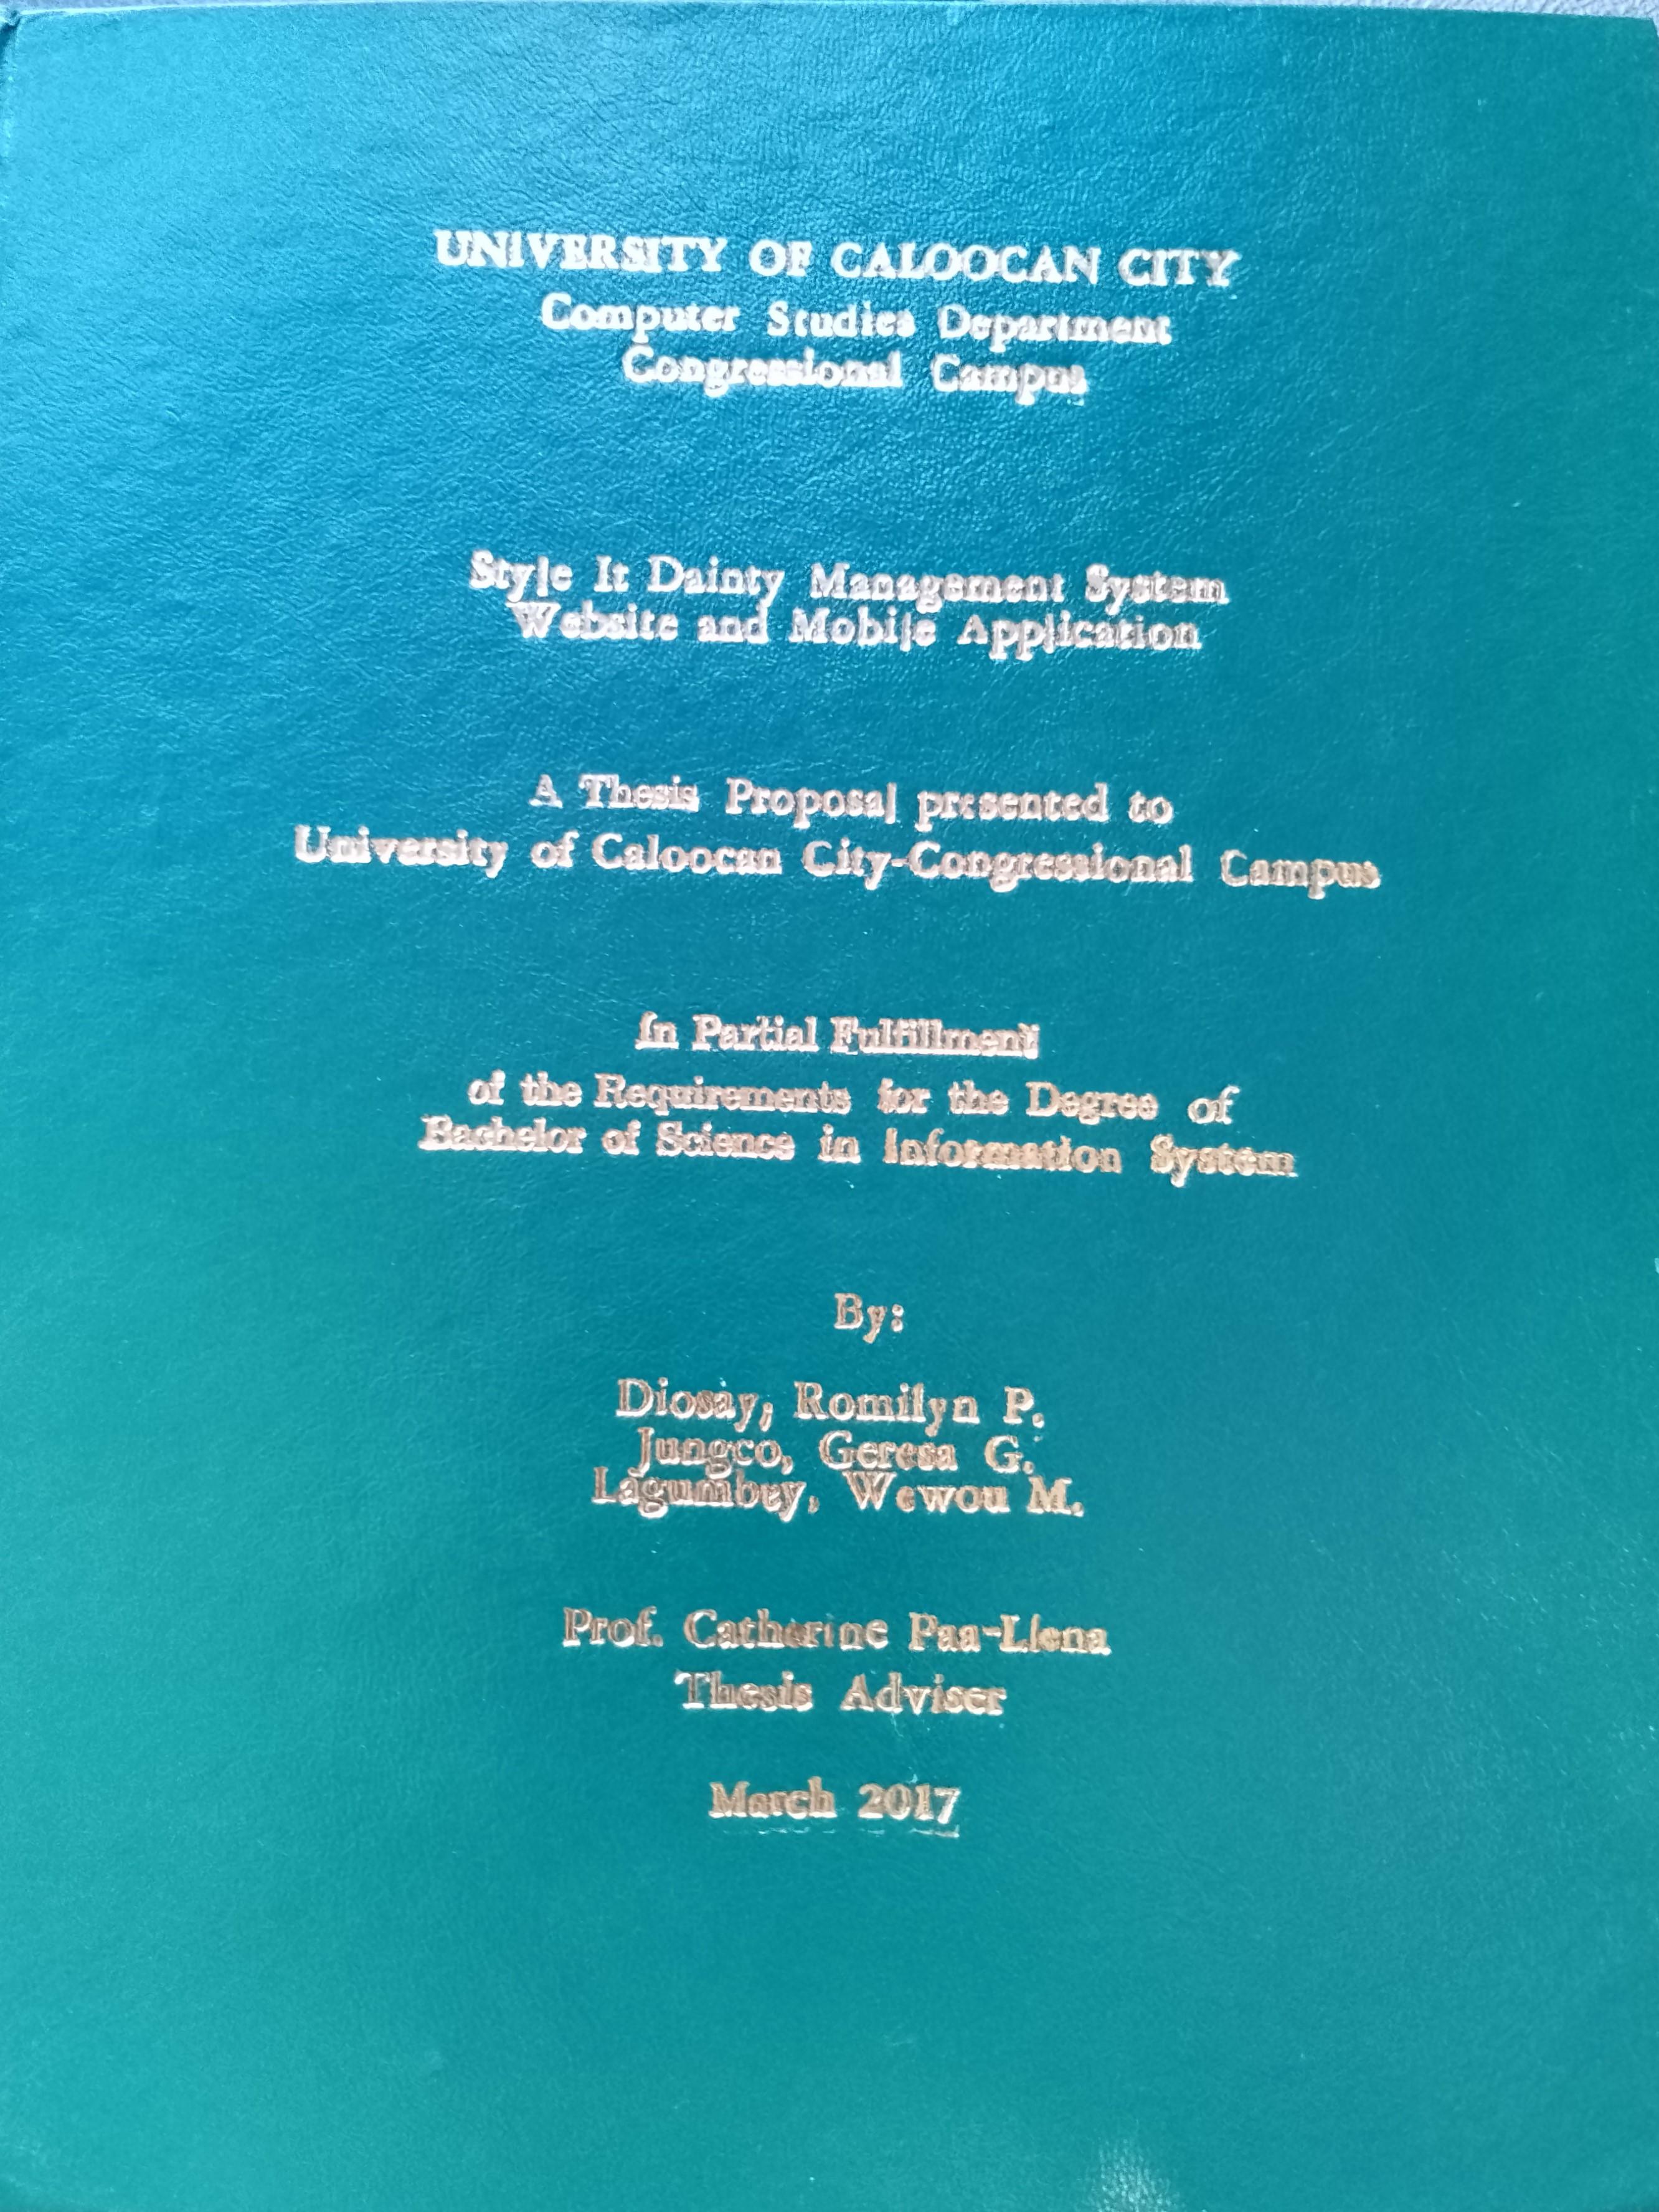 UNIVERSITY OF CALOOCAN CITY
Computer Studies Department
Congressional Campus
Style It Dainty Management System
Website and Mobile Application
A Thesis Proposal presented to
University of Caloocan City-Congressional Campus
In Partial Fulfillment
of the Requirements for the Degree of
Bachelor of Science in Information System
By:
Diosay, Romilyn P.
Jungco, Geresa G.
Lagumbay, Wewou M.
Prof. Catherine Paa-Llena
Thesis Adviser
March 2017